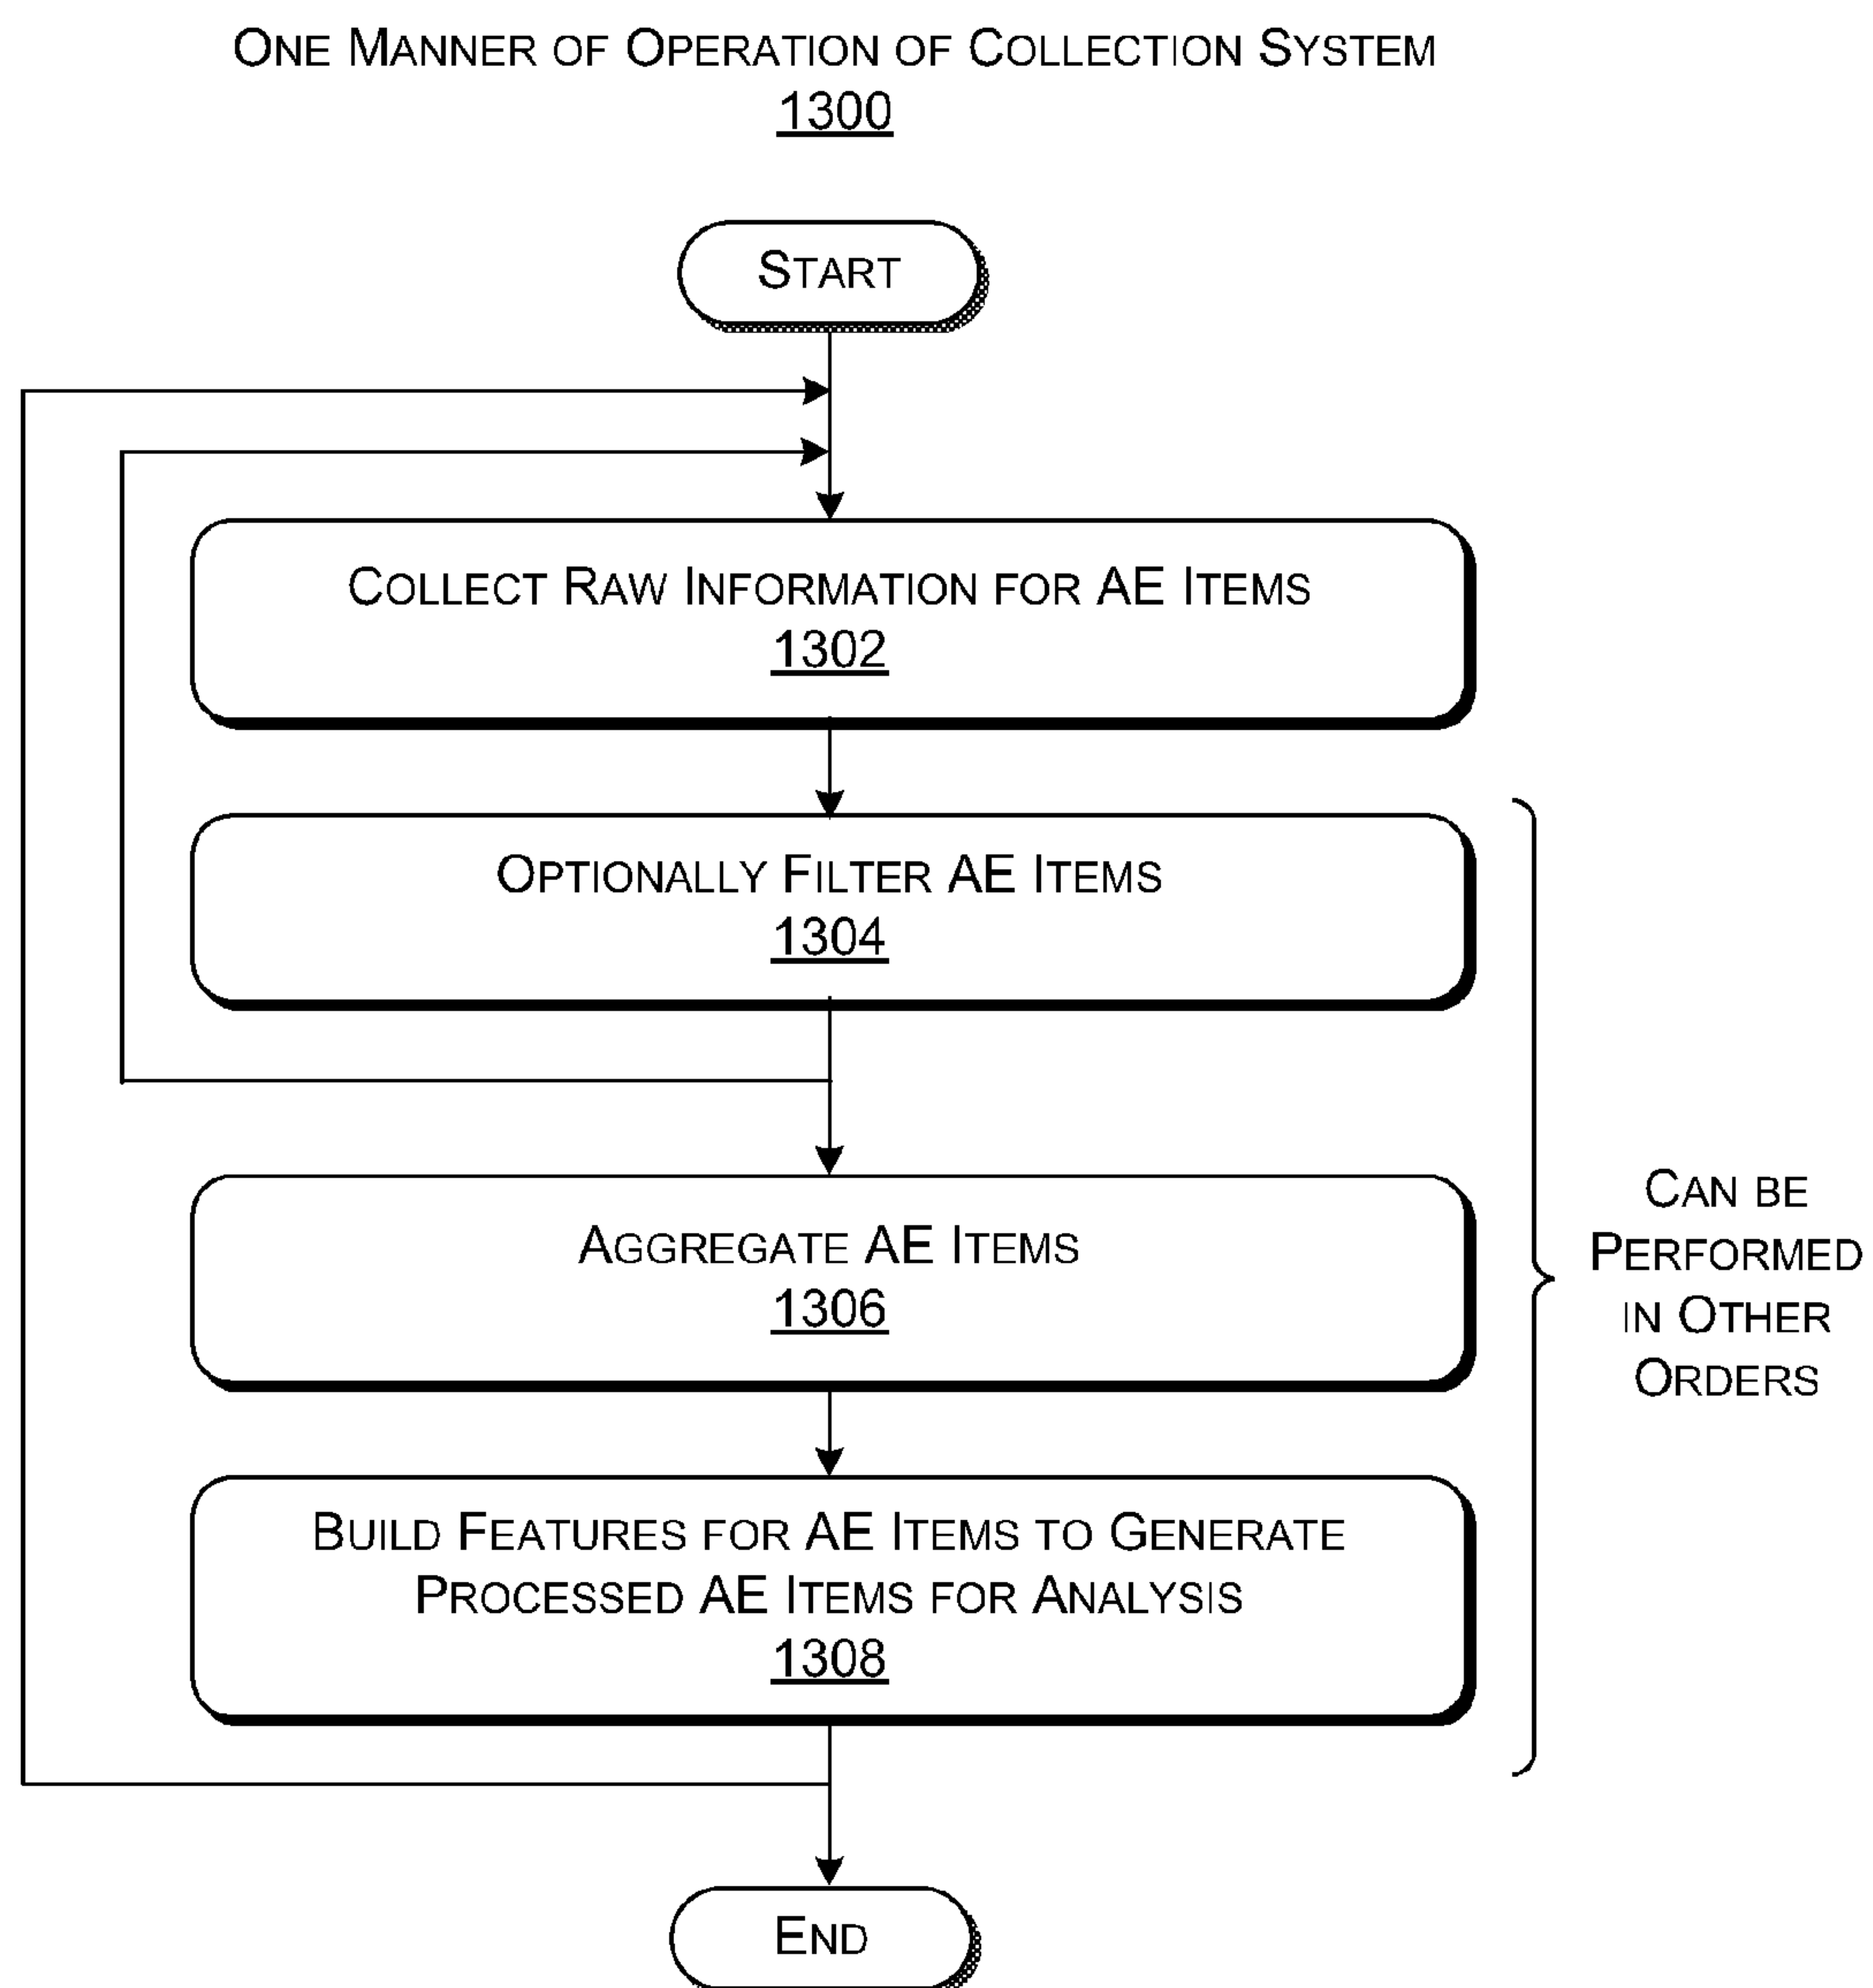 ONE MANNER OF OPERATION OF COLLECTION SYSTEM
1300
START
COLLECT RAW INFORMATION FOR AE ITEMS
1302
OPTIONALLY FILTER AE ITEMS
1304
AGGREGATE AE ITEMS
1306
BUILD FEATURES FOR AE ITEMS TO GENERATE
PROCESSED AE ITEMS FOR ANALYSIS
1308
CAN BE
PERFORMED
IN OTHER
ORDERS
END